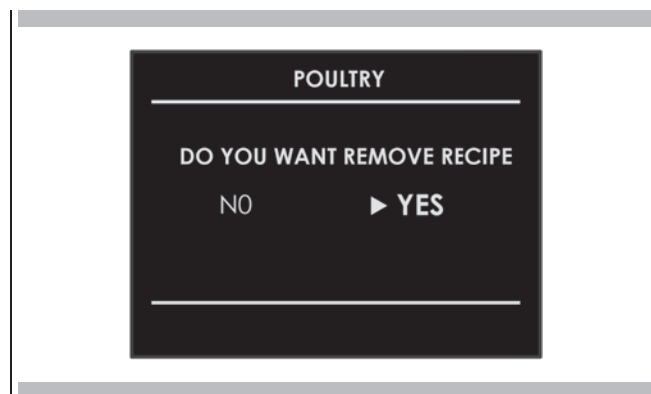 POULTRY
DO YOU WANT REMOVE RECIPE
N0 ▶ YES